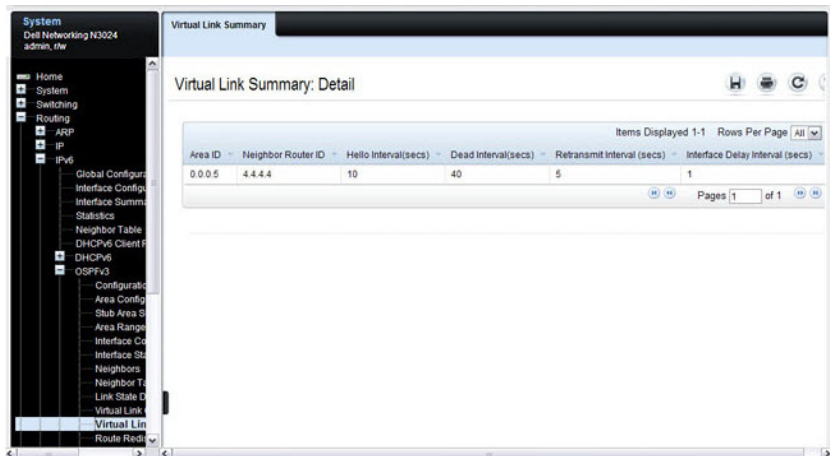 System
Dell Networking N3024
admin, r/w
Home
System
Switching
Routing
ARP
IP
IPv6
Global Configura
Interface Configu
Interface Summa
Statistics
Neighbor Table
DHCPv6 Client P
DHCPv6
OSPFv3
Configuratio
Area Config
Stub Area S
Area Range
Interface Co
Interface Sta
Neighbors
Neighbor Ta
Link State D
Virtual Link
Virtual Lin
Route Redi
Virtual Link Summary
Virtual Link Summary: Detail
Items Displayed 1-1 Rows Per Page All
Area ID Neighbor Router ID Hello Interval(secs) Dead Interval(secs) Retransmit Interval (secs) Interface Delay Interval (secs)
0.0.0.5 4.4.4.4 10 40 5 1
Pages 1 of 1